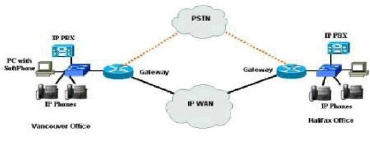 PSTN
IP PBX
IP PBX
PC with
SoftPhone
Gateway
Gateway
IP WAN
IP Phones
IP Phones
Vancouver Office
Halifax Office